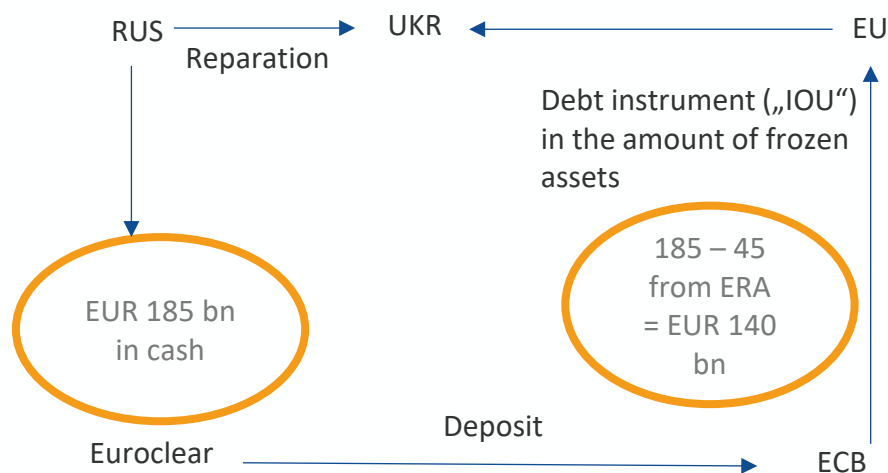 RUS
UKR
EU
Reparation
Debt instrument („IOU“)
in the amount of frozen
assets
185 – 45
from ERA
= EUR 140
bn
EUR 185 bn
in cash
Deposit
Euroclear
ECB